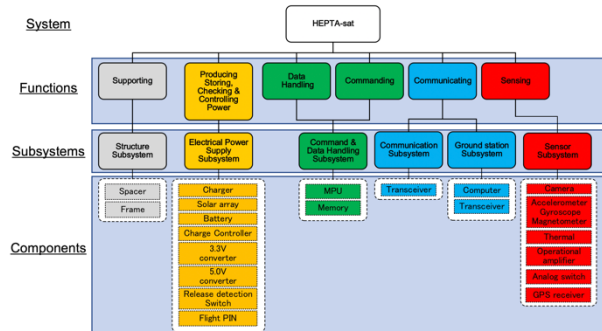 System
HEPTA-sat
Functions
Supporting
Producing
Storing,
Checking &
Controlling
Power
Data
Handling
Commanding
Communicating
Sensing
Subsystems
Structure
Subsystem
Electrical Power
Supply
Subsystem
Command &
Data Handling
Subsystem
Communication
Subsystem
Ground station
Subsystem
Sensor
Subsystem
Components
Spacer
Frame
Charger
Solar array
Battery
Charge Controller
3.3V
converter
5.0V
converter
Release detection
Switch
Flight PIN
MPU
Memory
Transceiver
Computer
Transceiver
Camera
Accelerometer
Gyroscope
Magnetometer
Thermal
Operational
amplifier
Analog switch
GPS receiver